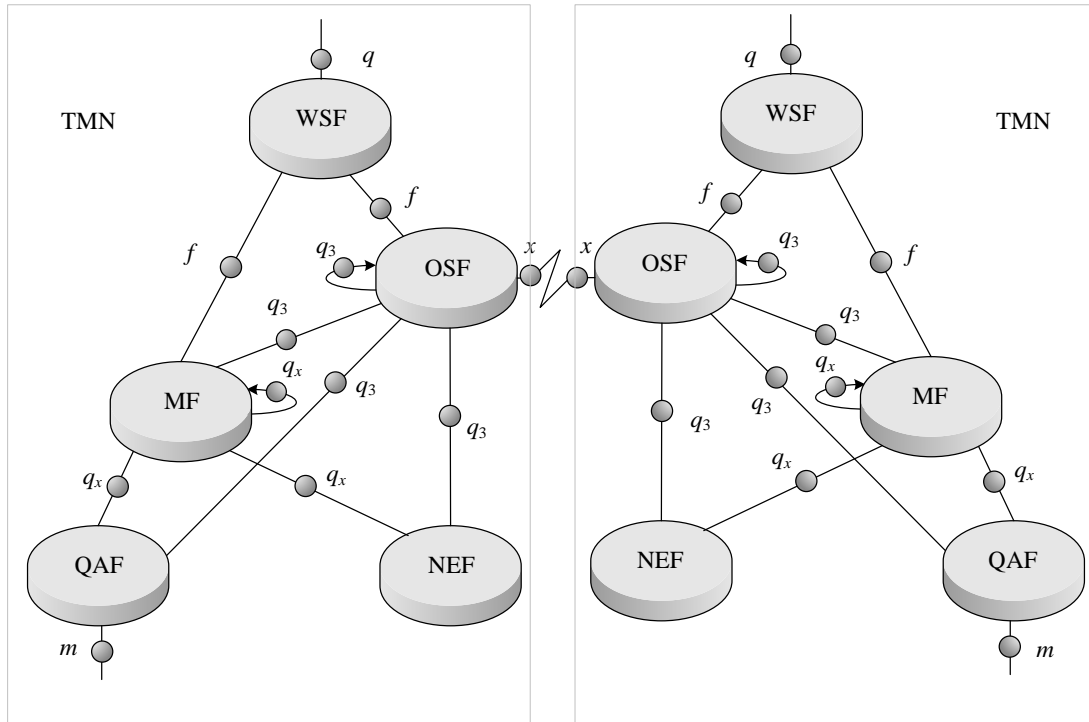 q q
WSF WSF
TMN TMN
f f
f q₃ OSF x x OSF q₃ f
q₃ q₃
MF qₓ q₃ q₃ q₃ q₃ qₓ MF
qₓ qₓ qₓ qₓ
QAF NEF NEF QAF
m m